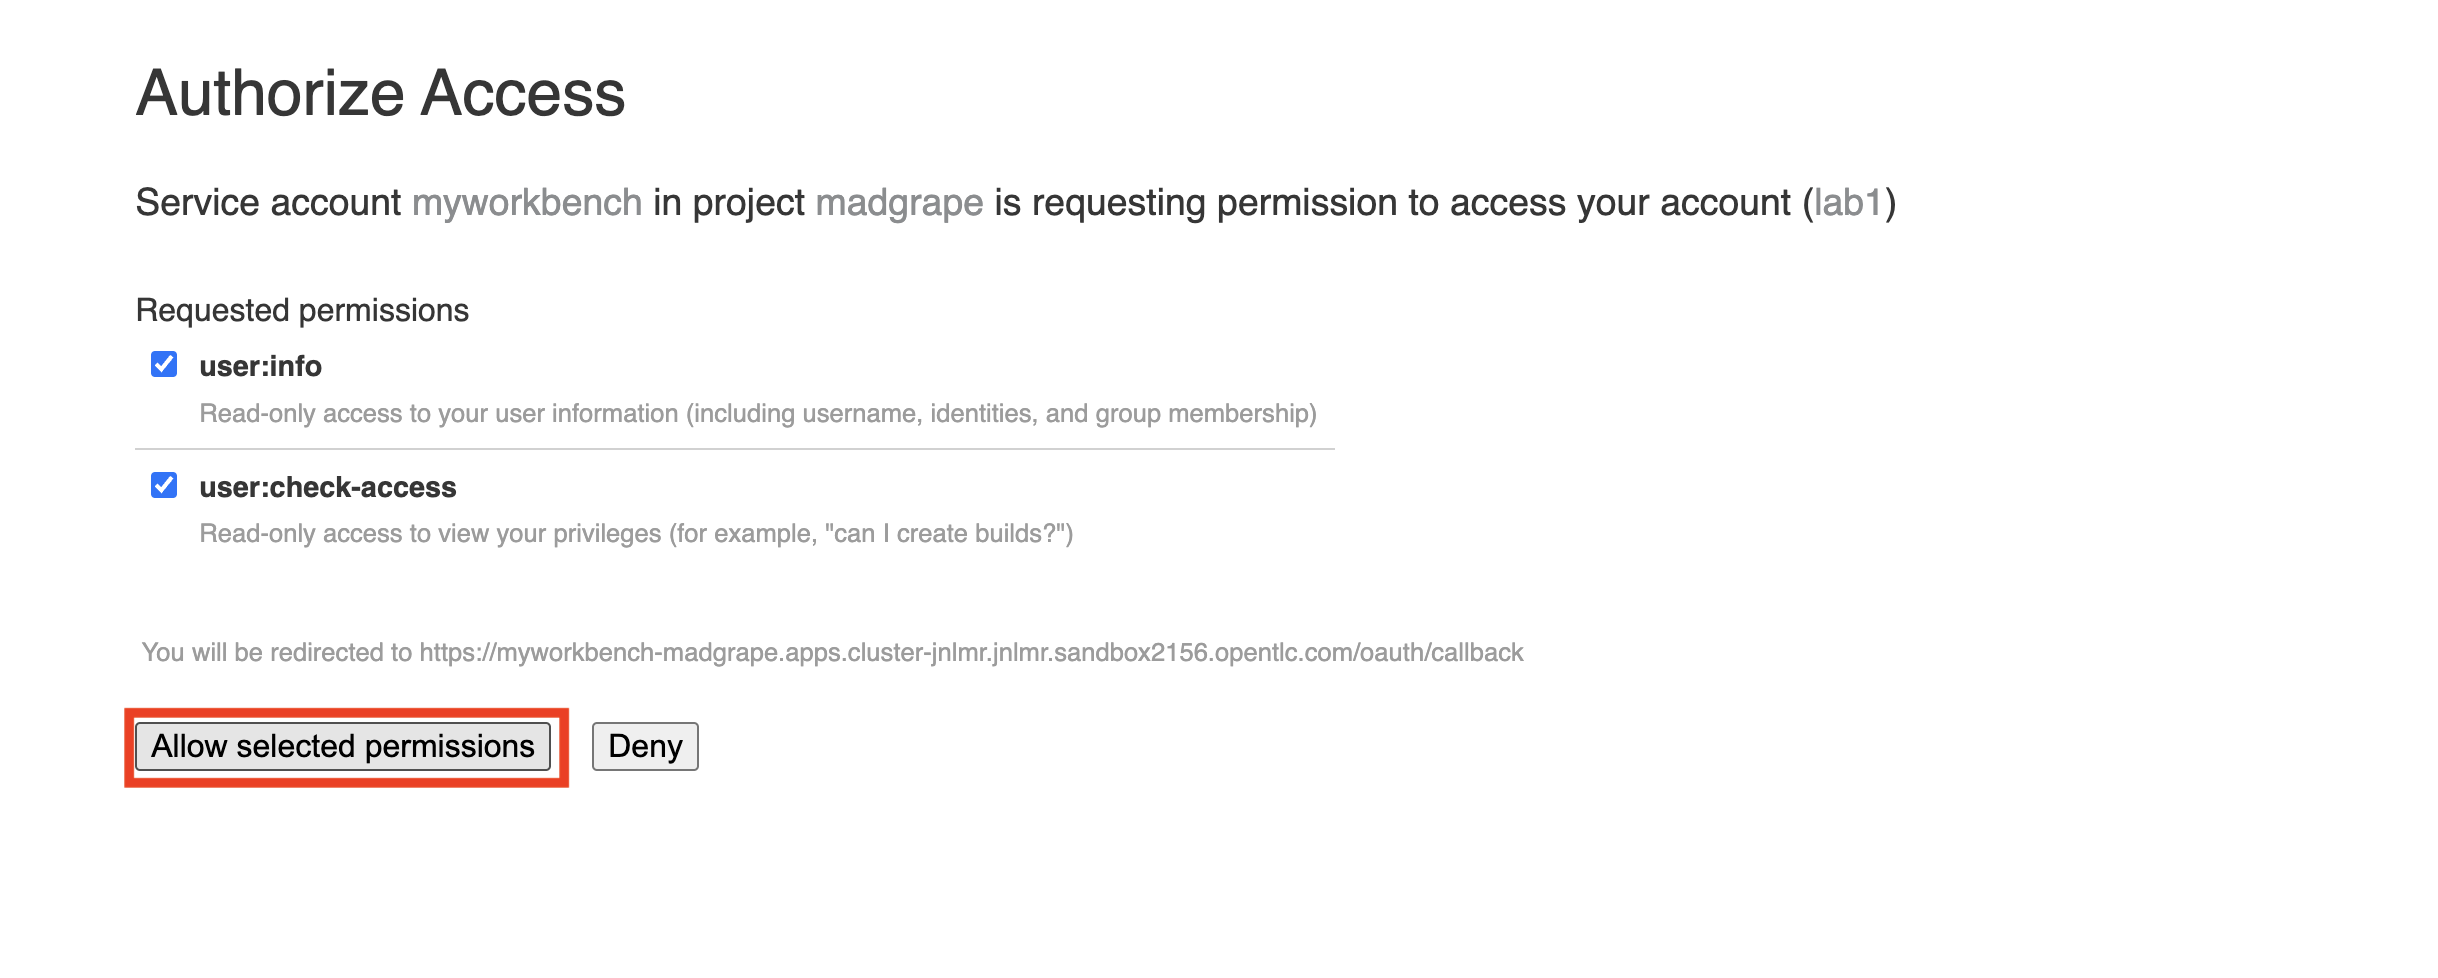 Authorize Access
Service account myworkbench in project madgrape is requesting permission to access your account (lab1)
Requested permissions
user:info
Read-only access to your user information (including username, identities, and group membership)
user:check-access
Read-only access to view your privileges (for example, "can I create builds?")
You will be redirected to https://myworkbench-madgrape.apps.cluster-jnlmr.jnlmr.sandbox2156.opentlc.com/oauth/callback
Allow selected permissions Deny